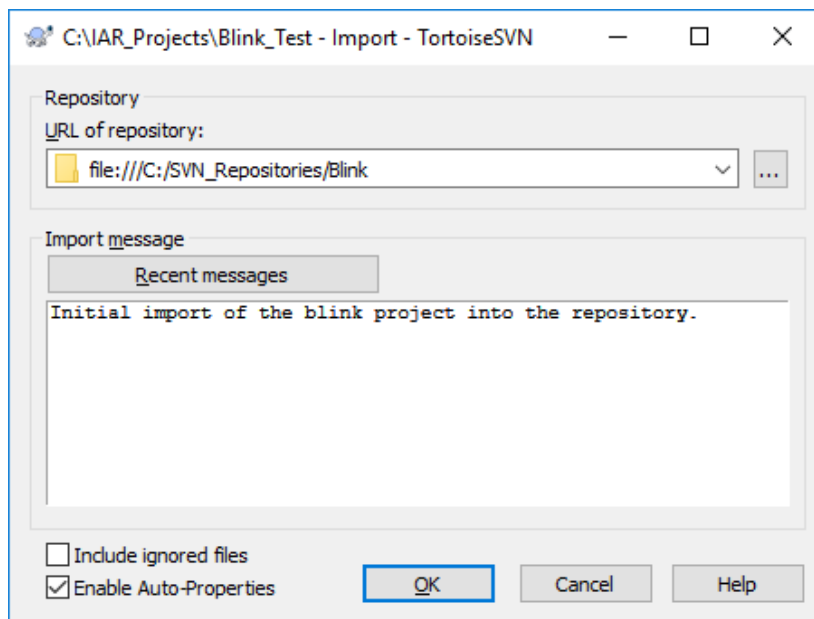 C:\IAR_Projects\Blink_Test - Import - TortoiseSVN
Repository
URL of repository:
file:///C:/SVN_Repositories/Blink
...
Import message
Recent messages
Initial import of the blink project into the repository.
Include ignored files
Enable Auto-Properties
OK
Cancel
Help